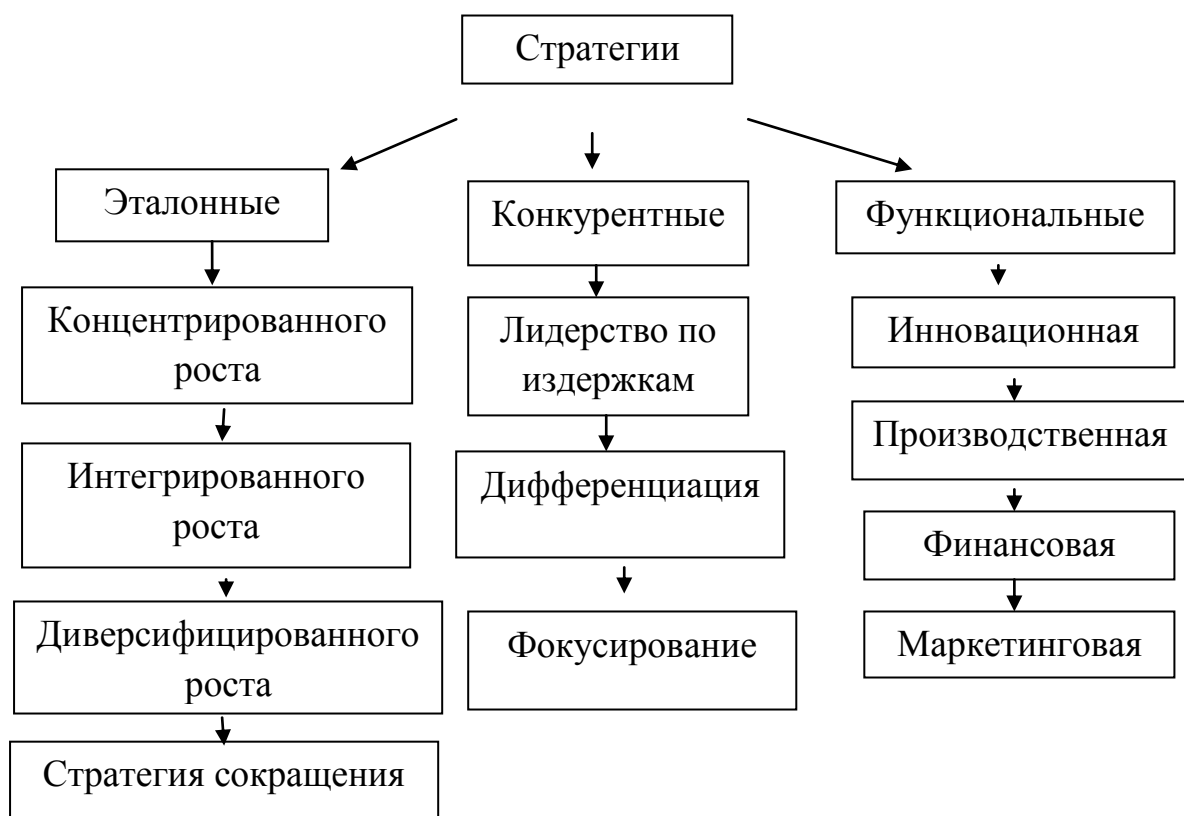 Стратегии
Эталонные
Конкурентные
Функциональные
Концентрированного
роста
Лидерство по
издержкам
Инновационная
Интегрированного
роста
Дифференциация
Производственная
Финансовая
Диверсифицированного
роста
Фокусирование
Маркетинговая
Стратегия сокращения